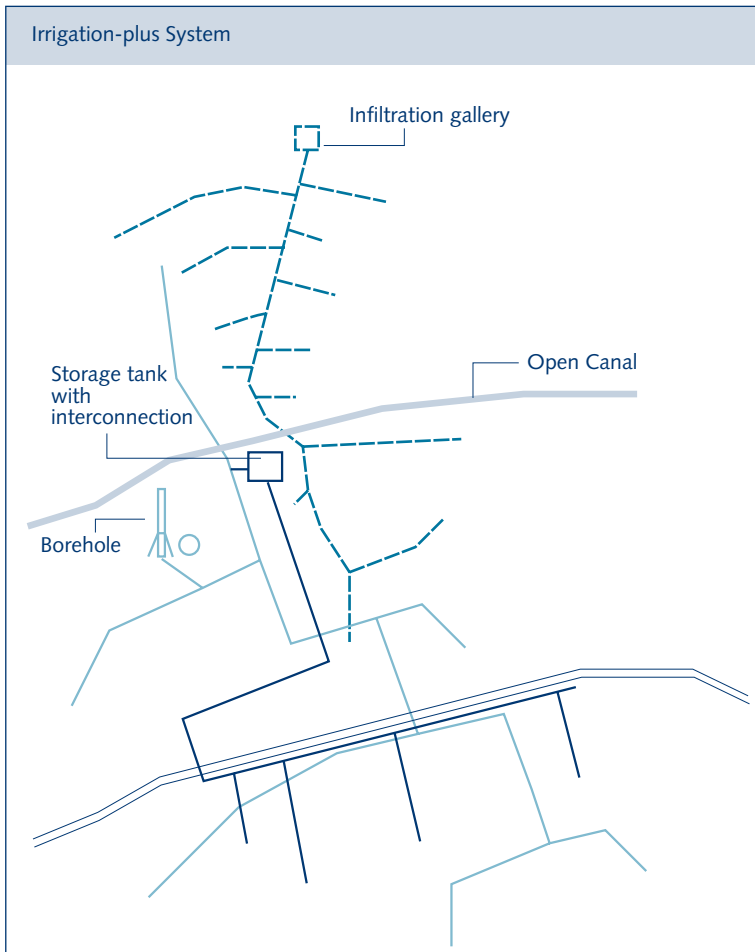 Irrigation-plus System
Infiltration gallery
Open Canal
Storage tank
with
interconnection
Borehole